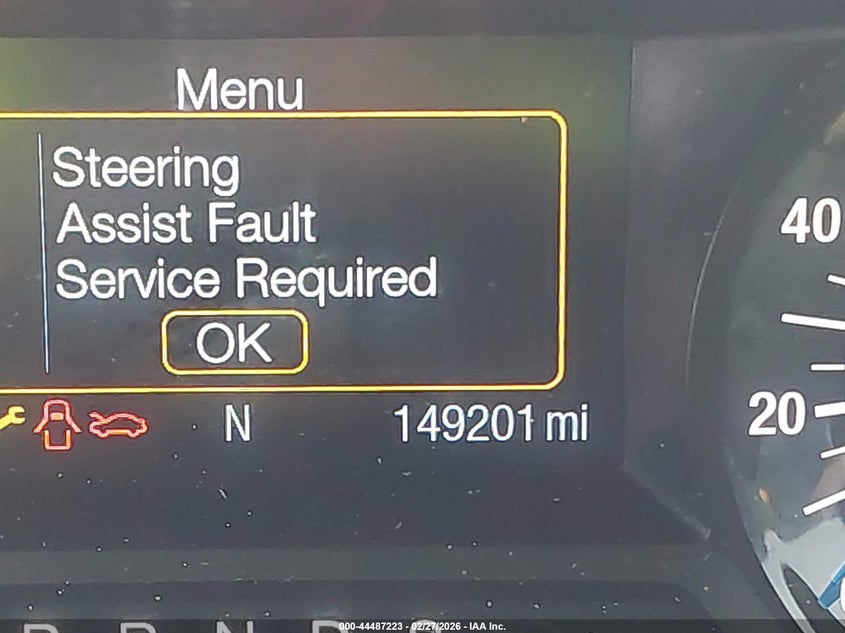 Menu
Steering
Assist Fault
Service Required
OK
N
149201 mi
40
20
000-44487223 - 02/27/2026 - IAA Inc.